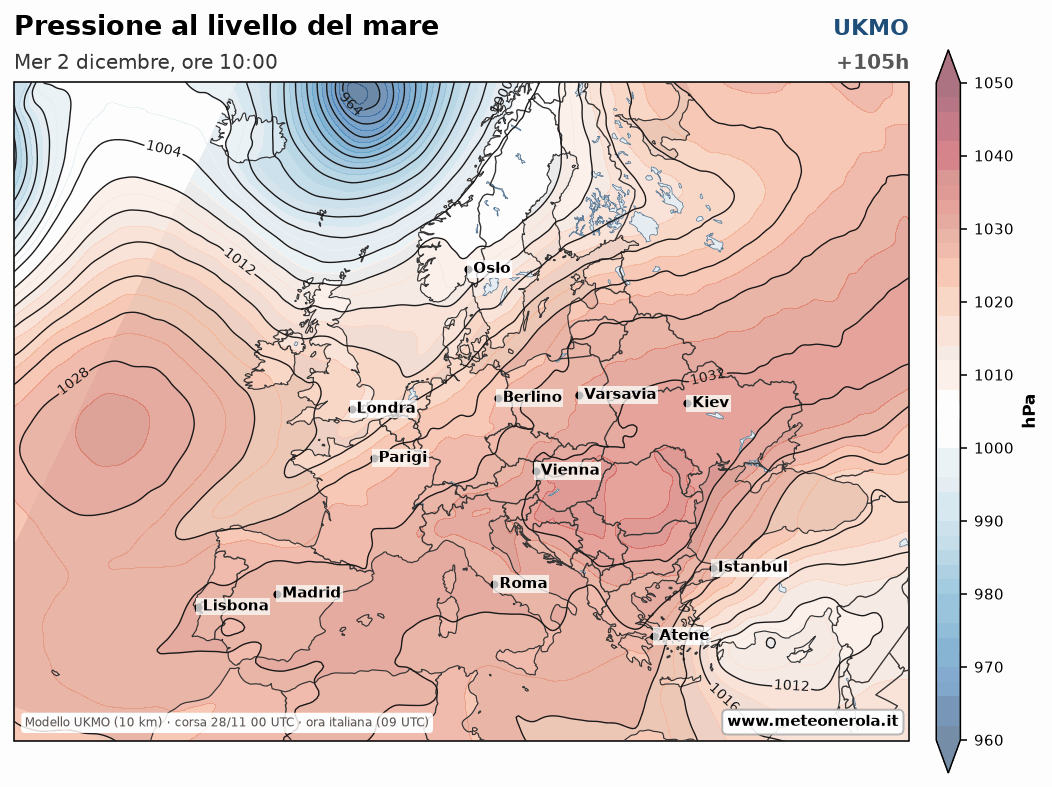 Pressione al livello del mare
UKMO
Mer 2 dicembre, ore 10:00
+105h
964
1000
1004
1012
1028
1032
1016
1012
Oslo
Londra
Berlino
Varsavia
Kiev
Parigi
Vienna
Istanbul
Roma
Madrid
Lisbona
Atene
1050
1040
1030
1020
1010
1000
990
980
970
960
hPa
Modello UKMO (10 km) · corsa 28/11 00 UTC · ora italiana (09 UTC)
www.meteonerola.it